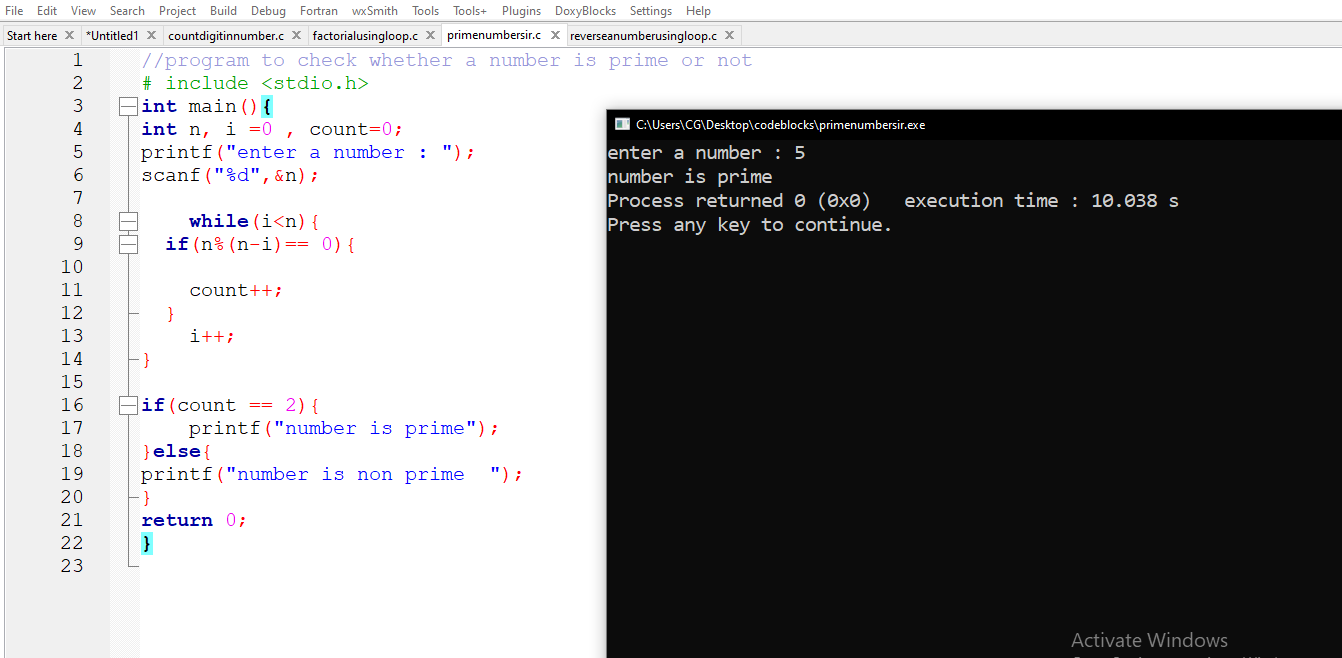 File Edit View Search Project Build Debug Fortran wxSmith Tools Tools+ Plugins DoxyBlocks Settings Help
Start here *Untitled1 countdigitinnumber.c factorialusingloop.c primenumbersir.c reverseanumberusingloop.c
1 //program to check whether a number is prime or not
2 # include <stdio.h>
3 int main(){
4 int n, i =0 , count=0;
5 printf("enter a number : ");
6 scanf("%d",&n);
7
8 while(i<n){
9 if(n%(n-i)== 0){
10
11 count++;
12 }
13 i++;
14 }
15
16 if(count == 2){
17 printf("number is prime");
18 }else{
19 printf("number is non prime  ");
20 }
21 return 0;
22 }
23
C:\Users\CG\Desktop\codeblocks\primenumbersir.exe
enter a number : 5
number is prime
Process returned 0 (0x0)   execution time : 10.038 s
Press any key to continue.
Activate Windows